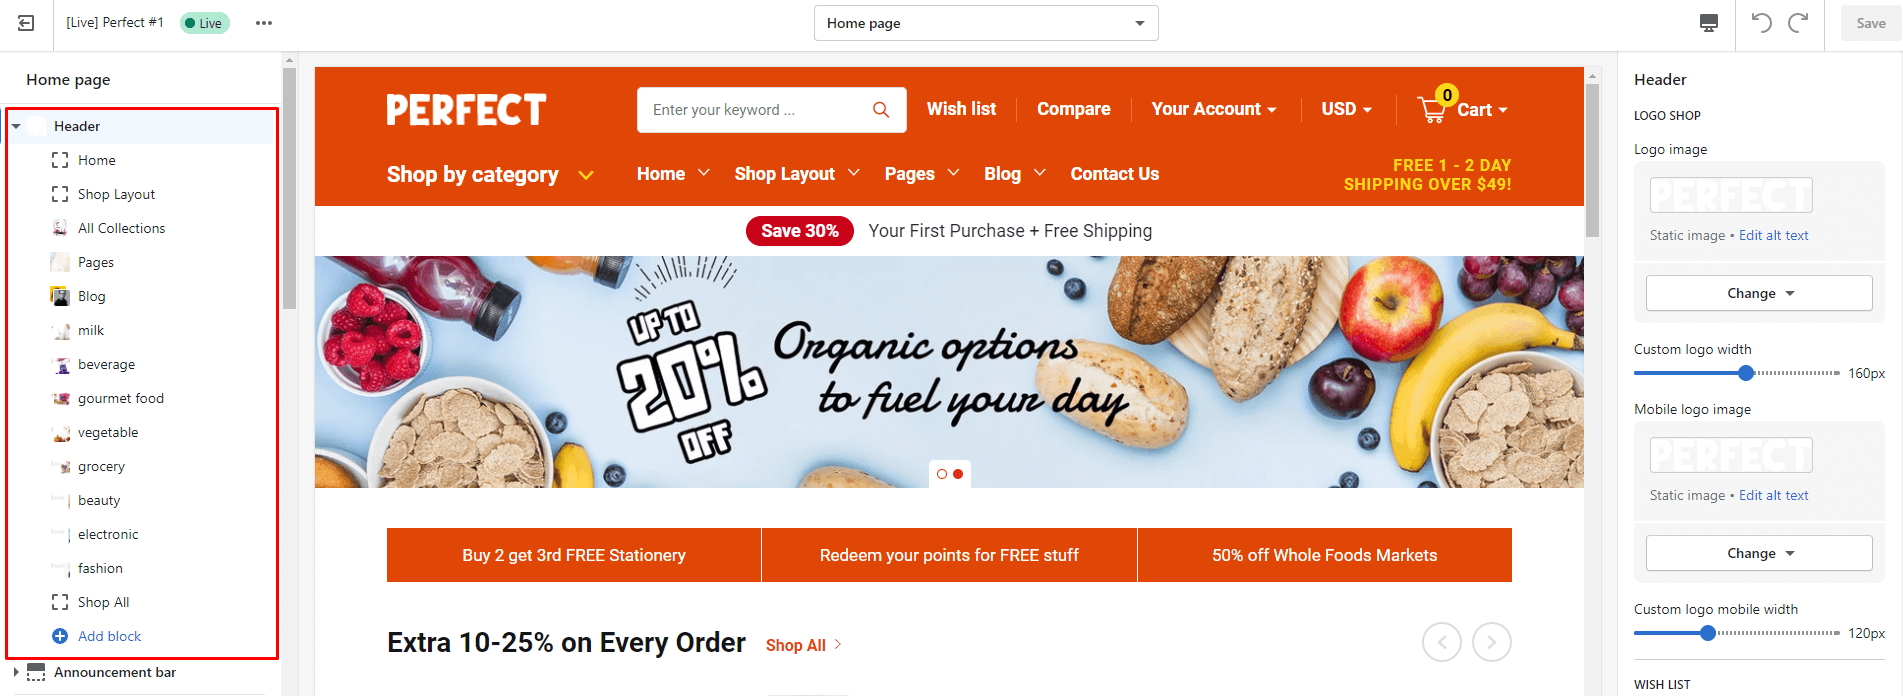 [Live] Perfect #1
Live
Home page
Save
Home page
Header
Home
Shop Layout
All Collections
Pages
Blog
milk
beverage
gourmet food
vegetable
grocery
beauty
electronic
fashion
Shop All
Add block
Announcement bar
PERFECT
Enter your keyword ...
Wish list
Compare
Your Account
USD
0
Cart
Shop by category
Home
Shop Layout
Pages
Blog
Contact Us
FREE 1 - 2 DAY
SHIPPING OVER $49!
Save 30%
Your First Purchase + Free Shipping
UP TO
20%
OFF
Organic options
to fuel your day
Buy 2 get 3rd FREE Stationery
Redeem your points for FREE stuff
50% off Whole Foods Markets
Extra 10-25% on Every Order
Shop All
Header
LOGO SHOP
Logo image
PERFECT
Static image • Edit alt text
Change
Custom logo width
160px
Mobile logo image
PERFECT
Static image • Edit alt text
Change
Custom logo mobile width
120px
WISH LIST